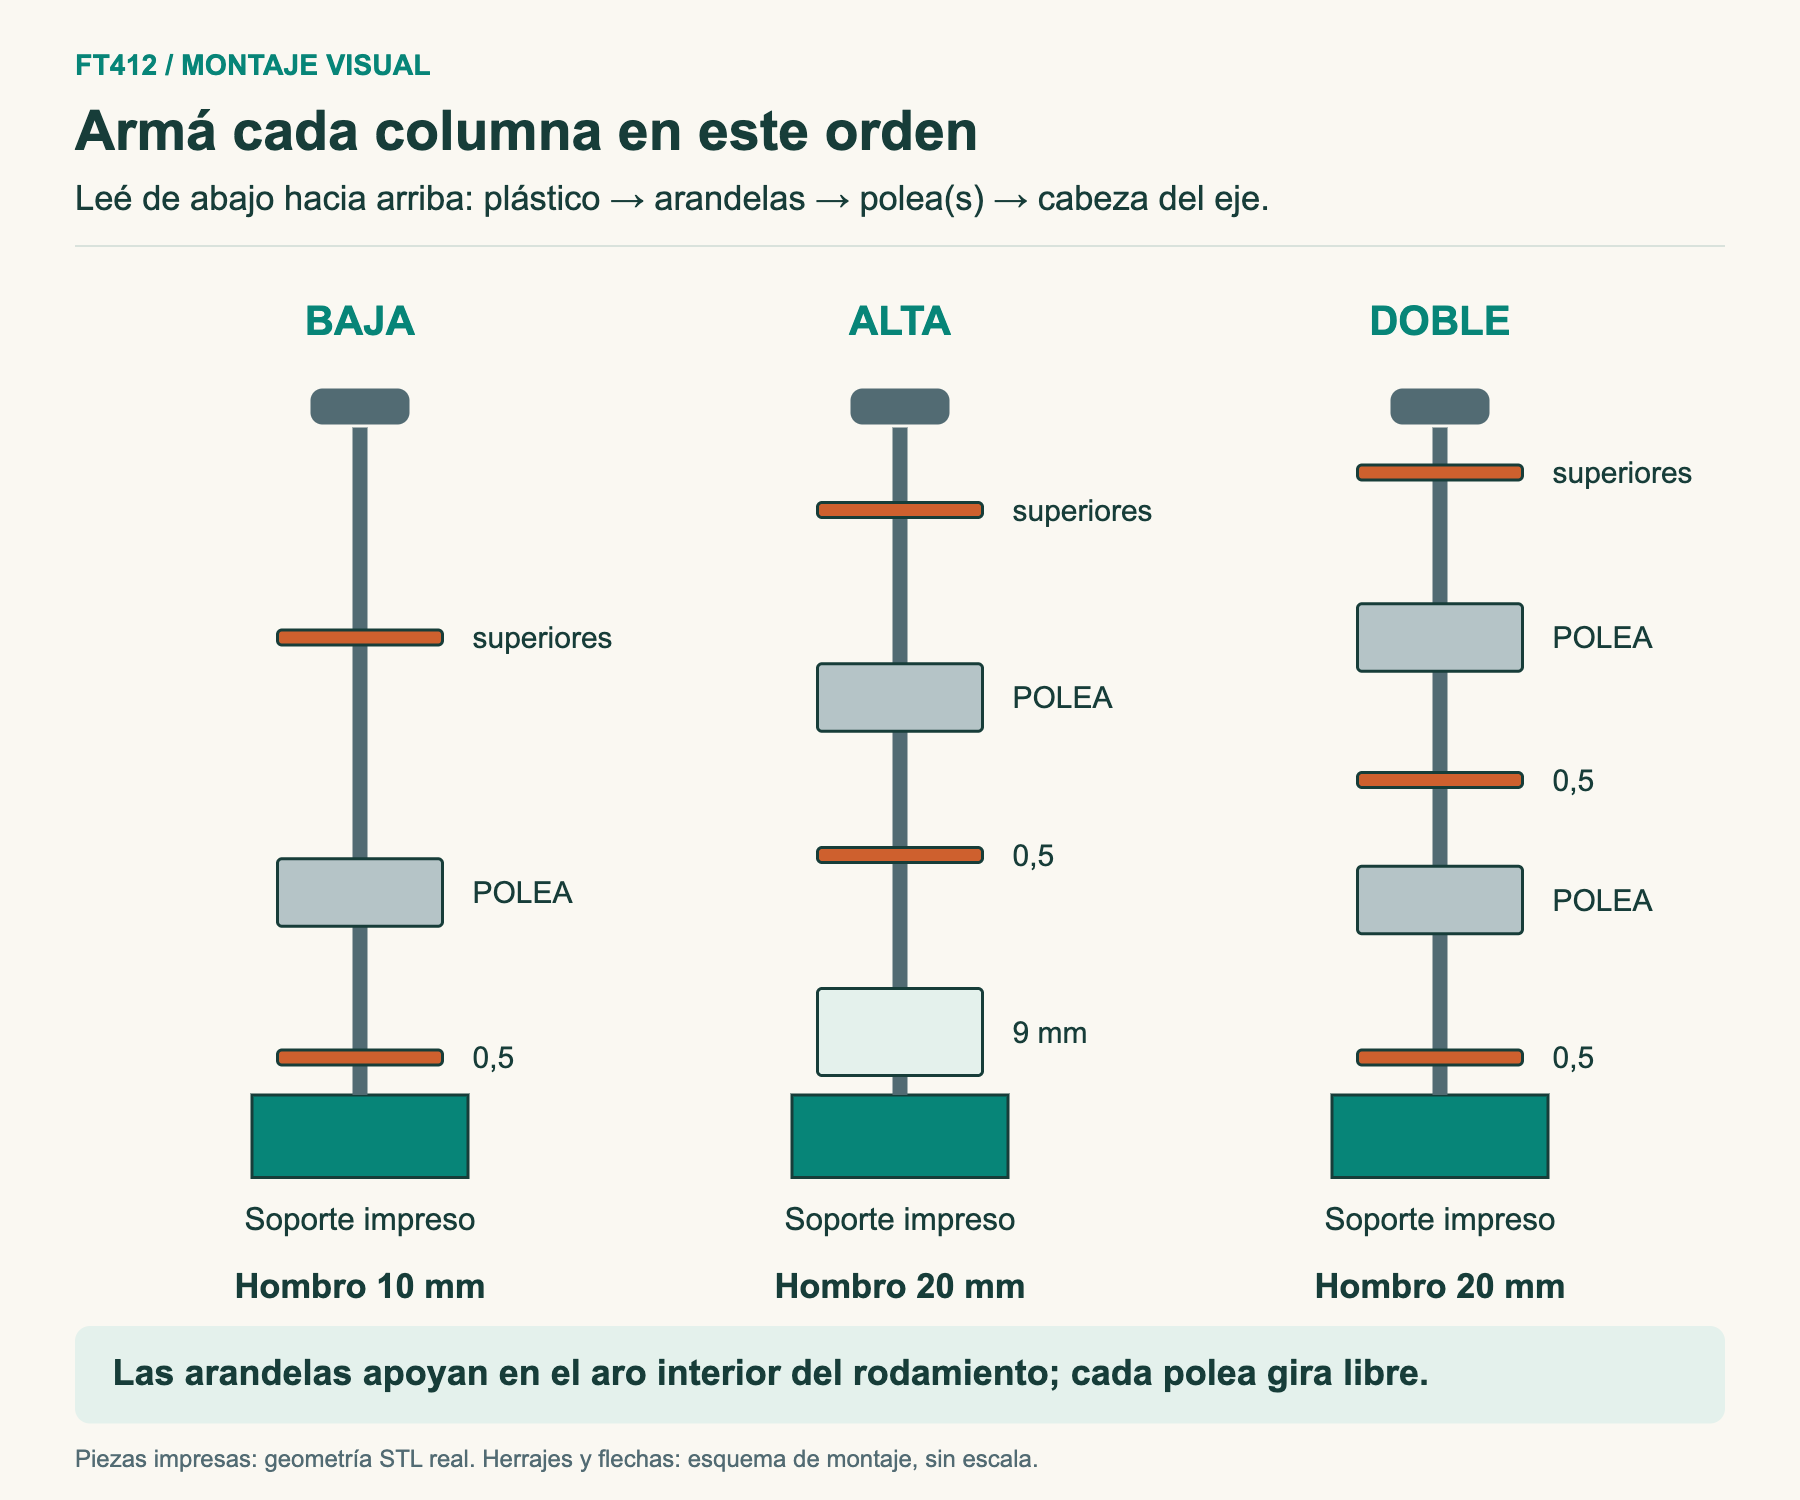 FT412 / MONTAJE VISUAL
Armá cada columna en este orden
Leé de abajo hacia arriba: plástico → arandelas → polea(s) → cabeza del eje.
BAJA
superiores
POLEA
0,5
Soporte impreso
Hombro 10 mm
ALTA
superiores
POLEA
0,5
9 mm
Soporte impreso
Hombro 20 mm
DOBLE
superiores
POLEA
0,5
POLEA
0,5
Soporte impreso
Hombro 20 mm
Las arandelas apoyan en el aro interior del rodamiento; cada polea gira libre.
Piezas impresas: geometría STL real. Herrajes y flechas: esquema de montaje, sin escala.